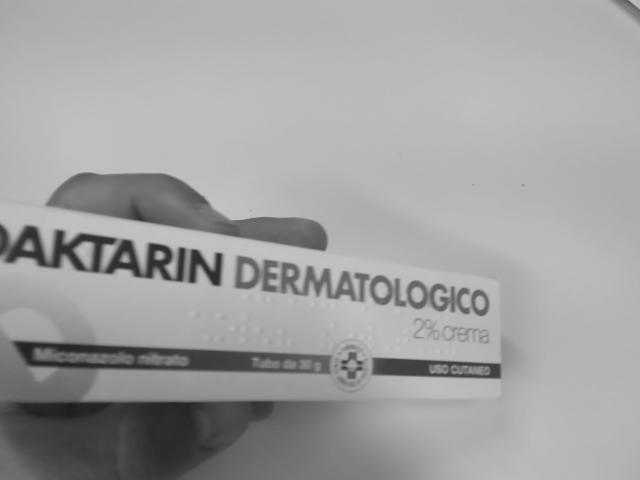 DAKTARIN DERMATOLOGICO
2% crema
Miconazolo nitrato Tubo da 30 g USO CUTANEO